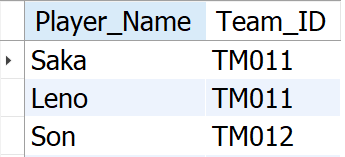 Player_Name Team_ID
Saka TM011
Leno TM011
Son TM012